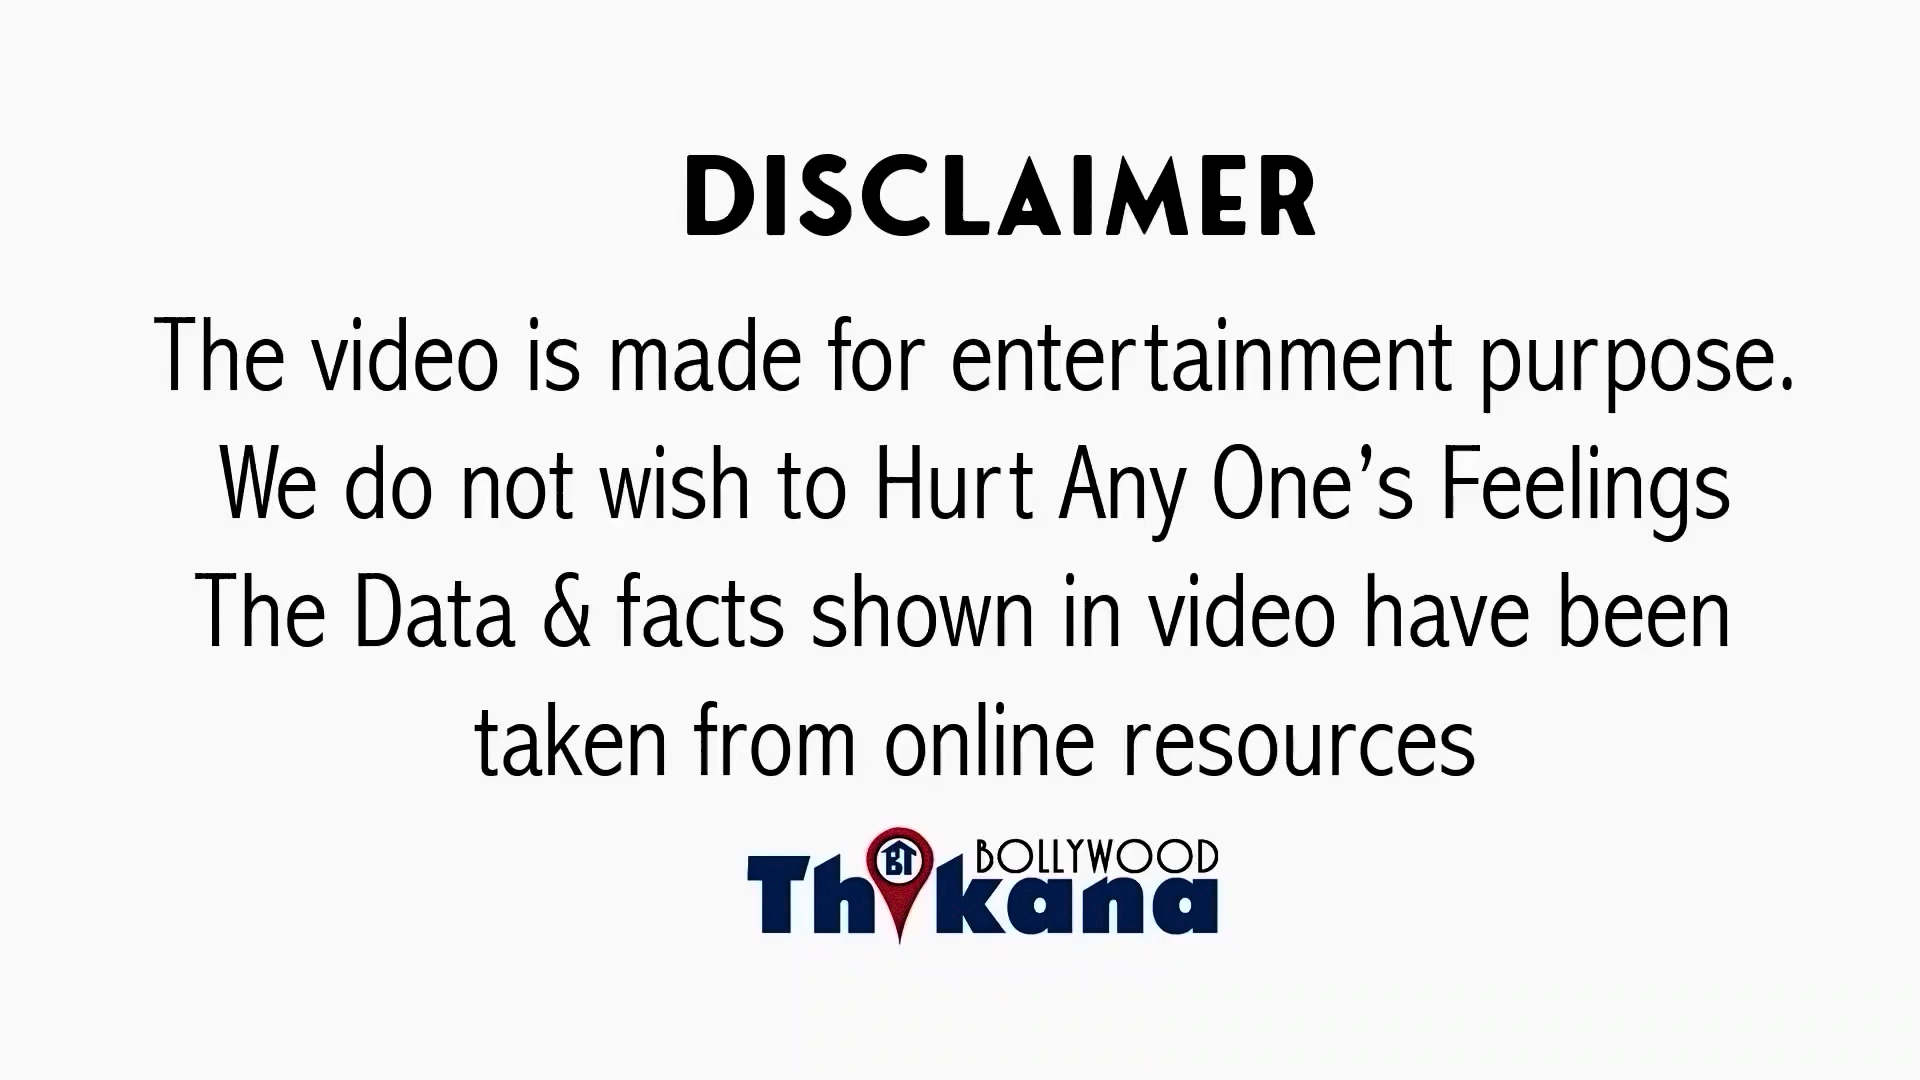 DISCLAIMER
The video is made for entertainment purpose.
We do not wish to Hurt Any One’s Feelings
The Data & facts shown in video have been
taken from online resources
BOLLYWOOD
BT
Thikana